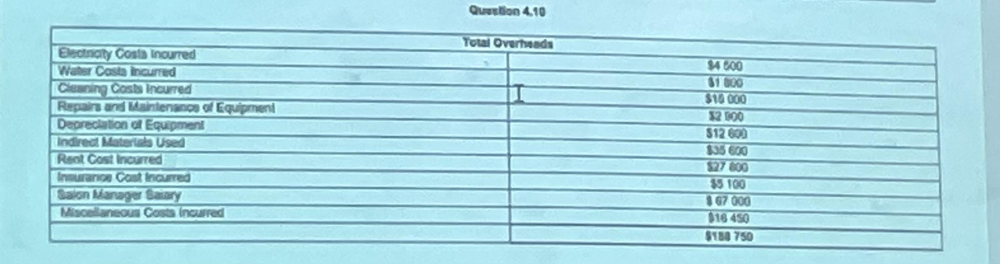 Question 4.10
Total Overheads
Electricity Costs Incurred $4 500
Water Costs Incurred $1 800
Cleaning Costs Incurred $15 000
Repairs and Maintenance of Equipment $2 900
Depreciation of Equipment $12 600
Indirect Materials Used $35 600
Rent Cost Incurred $27 800
Insurance Cost Incurred $5 100
Salon Manager Salary $ 67 000
Miscellaneous Costs Incurred $16 450
$188 750